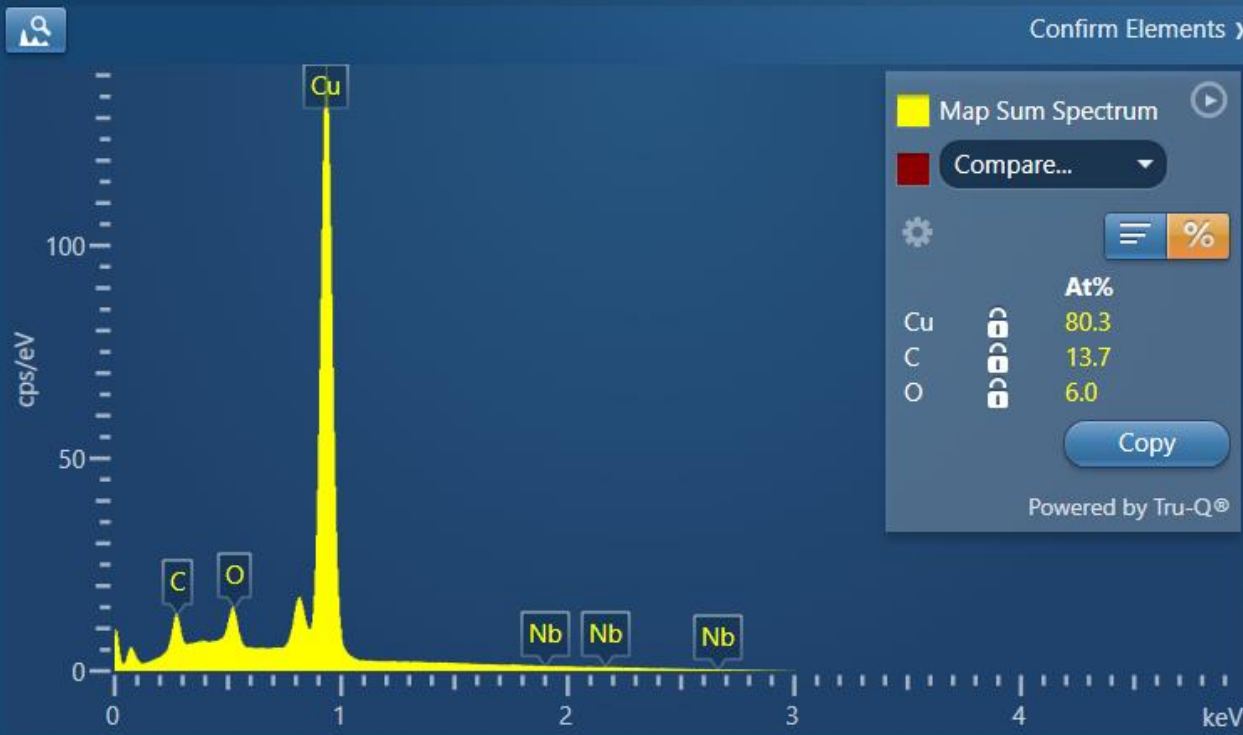 Confirm Elements
Cu
Map Sum Spectrum
Compare...
%
At%
Cu 80.3
C 13.7
O 6.0
Copy
Powered by Tru-Q®
100
50
0
cps/eV
C
O
Nb
Nb
Nb
0 1 2 3 4 keV